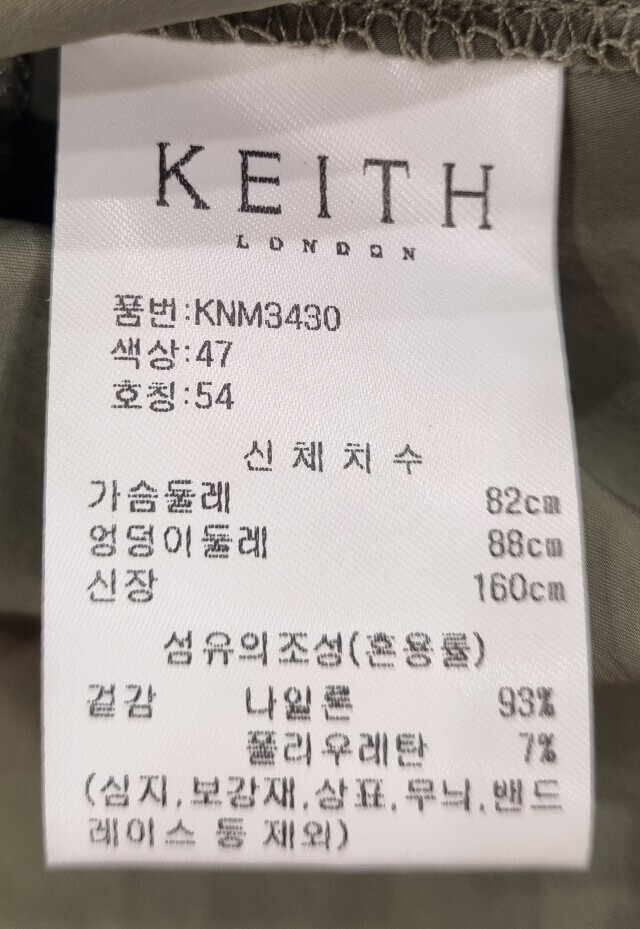 KEITH
LONDON
품번:KNM3430
색상:47
호칭:54
신체치수
가슴둘레 82cm
엉덩이둘레 88cm
신장 160cm
섬유의조성(혼용률)
겉감 나일론 93%
폴리우레탄 7%
(심지,보강재,상표,무늬,밴드
레이스 등 제외)